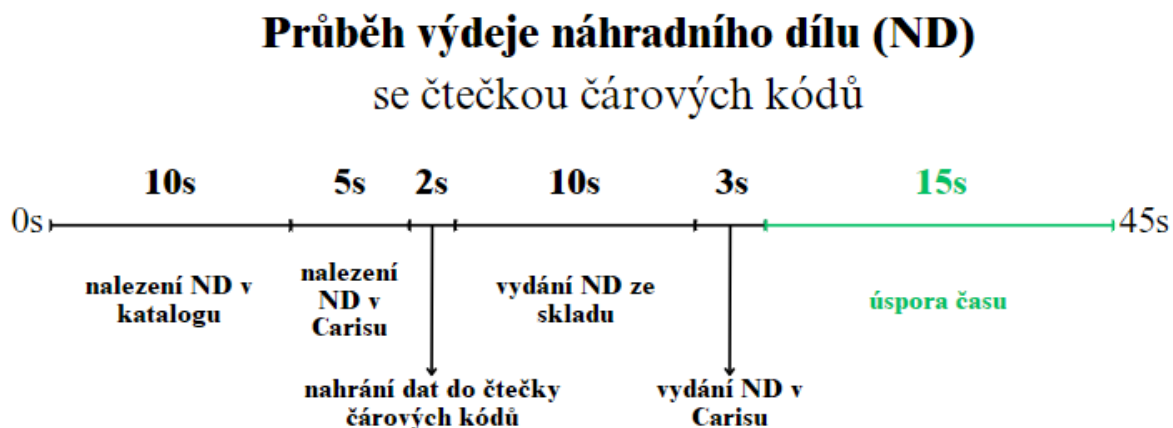 Průběh výdeje náhradního dílu (ND)
se čtečkou čárových kódů
10s 5s 2s 10s 3s 15s
0s 45s
nalezení ND v
katalogu
nalezení
ND v
Carisu
nahrání dat do čtečky
čárových kódů
vydání ND ze
skladu
vydání ND v
Carisu
úspora času